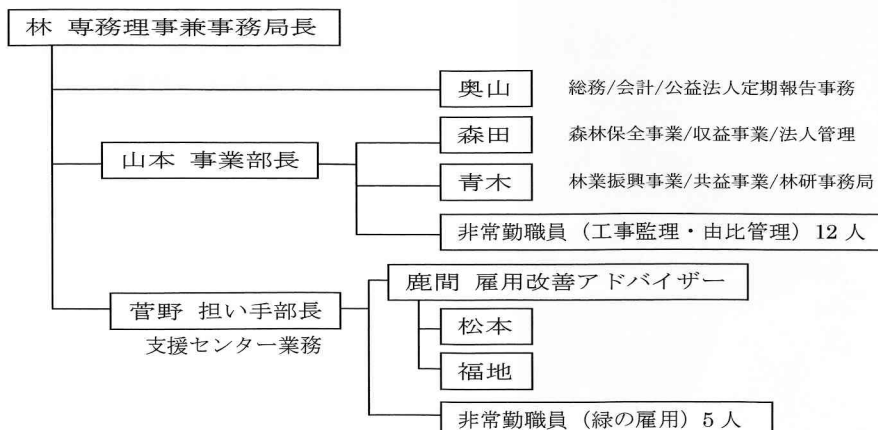 林 専務理事兼事務局長
奥山 総務/会計/公益法人定期報告事務
森田 森林保全事業/収益事業/法人管理
山本 事業部長
青木 林業振興事業/共益事業/林研事務局
非常勤職員（工事監理・由比管理）12 人
鹿間 雇用改善アドバイザー
菅野 担い手部長
支援センター業務
松本
福地
非常勤職員（緑の雇用）5 人